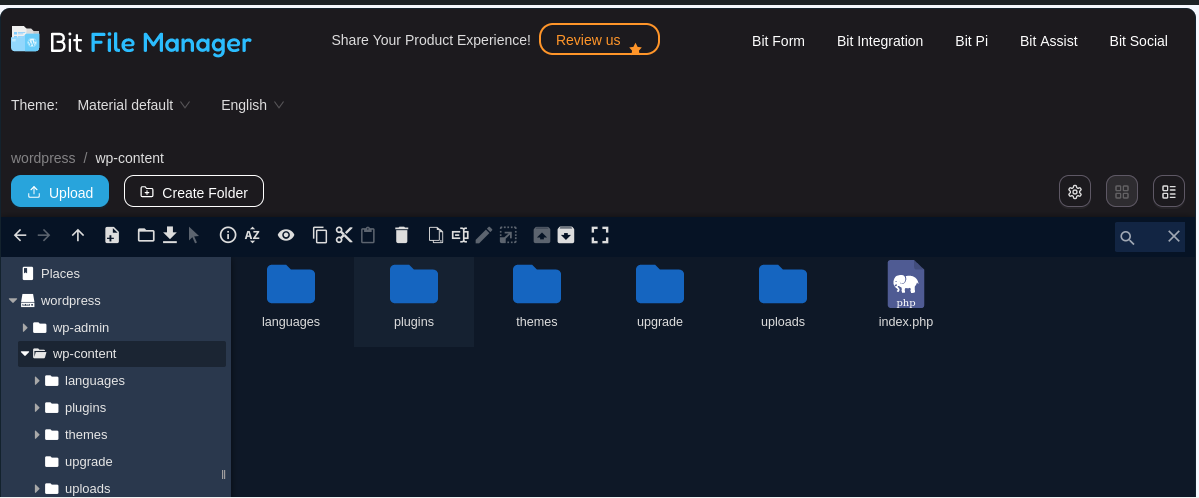 Bit File Manager
Share Your Product Experience! Review us
Bit Form Bit Integration Bit Pi Bit Assist Bit Social
Theme: Material default English
wordpress / wp-content
Upload Create Folder
AZ
Places
wordpress
wp-admin
wp-content
languages
plugins
themes
upgrade
uploads
languages plugins themes upgrade uploads index.php
php